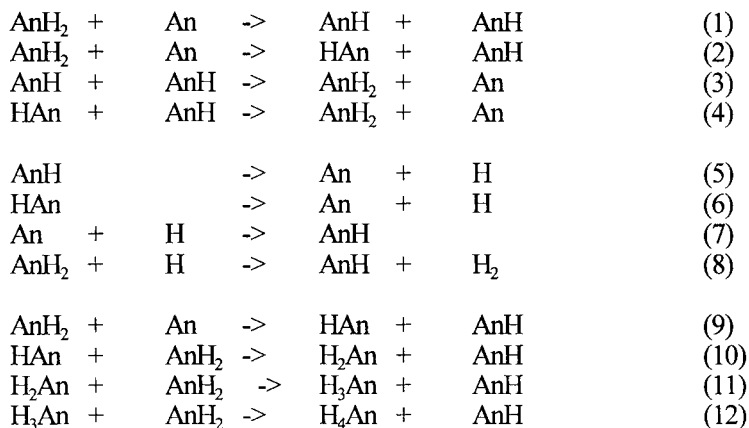 AnH₂ + An -> AnH + AnH (1)
AnH₂ + An -> HAn + AnH (2)
AnH + AnH -> AnH₂ + An (3)
HAn + AnH -> AnH₂ + An (4)
AnH -> An + H (5)
HAn -> An + H (6)
An + H -> AnH (7)
AnH₂ + H -> AnH + H₂ (8)
AnH₂ + An -> HAn + AnH (9)
HAn + AnH₂ -> H₂An + AnH (10)
H₂An + AnH₂ -> H₃An + AnH (11)
H₃An + AnH₂ -> H₄An + AnH (12)